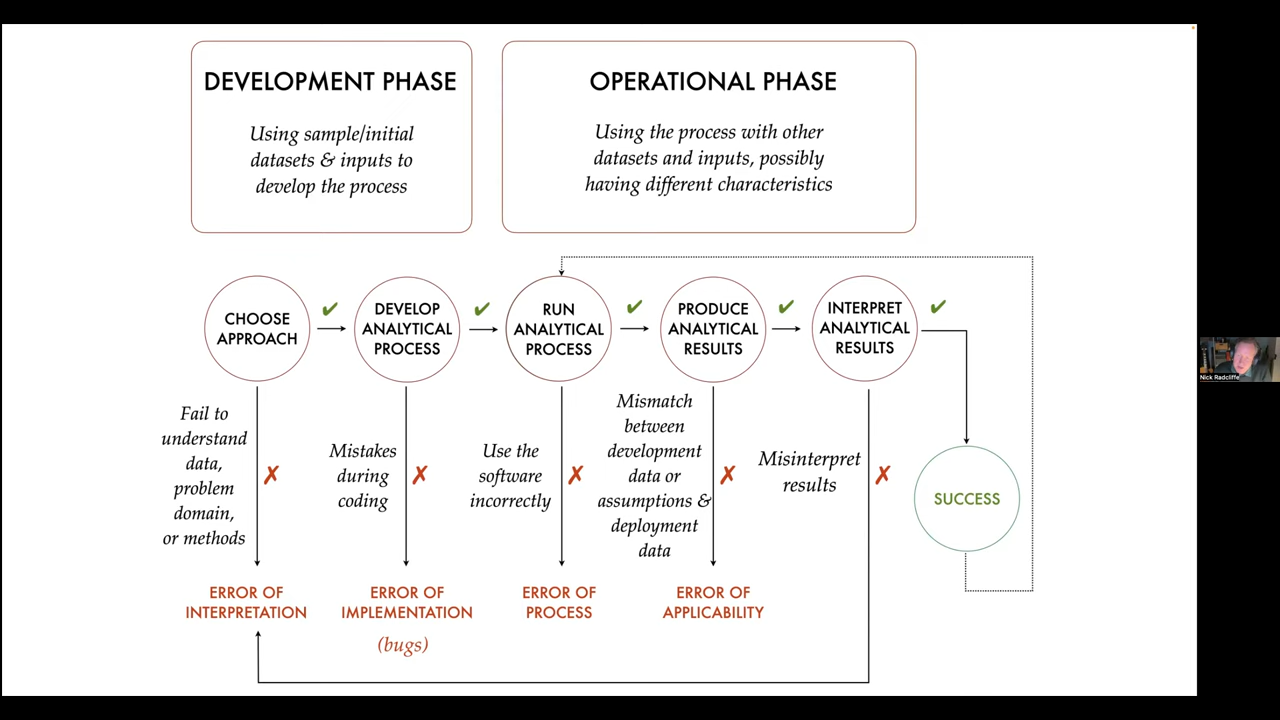 DEVELOPMENT PHASE
Using sample/initial
datasets & inputs to
develop the process
OPERATIONAL PHASE
Using the process with other
datasets and inputs, possibly
having different characteristics
CHOOSE
APPROACH
✔
DEVELOP
ANALYTICAL
PROCESS
✔
RUN
ANALYTICAL
PROCESS
✔
PRODUCE
ANALYTICAL
RESULTS
✔
INTERPRET
ANALYTICAL
RESULTS
✔
Fail to
understand
data,
problem
domain,
or methods
✗
Mistakes
during
coding
✗
Use the
software
incorrectly
✗
Mismatch
between
development
data or
assumptions &
deployment
data
✗
Misinterpret
results
✗
SUCCESS
ERROR OF
INTERPRETATION
ERROR OF
IMPLEMENTATION
(bugs)
ERROR OF
PROCESS
ERROR OF
APPLICABILITY
Nick Radcliffe